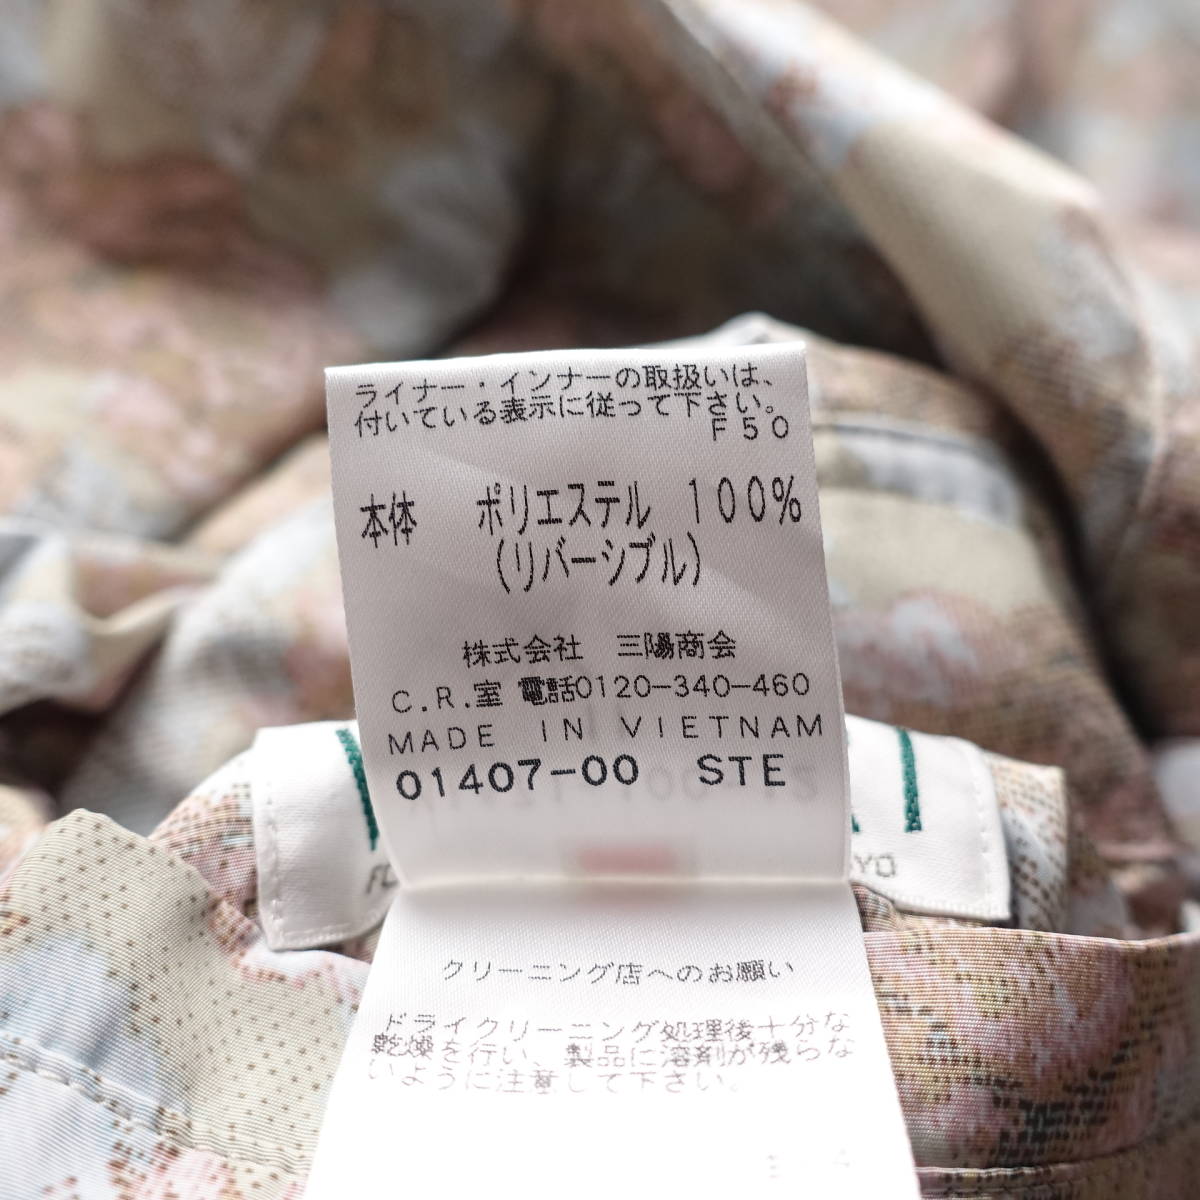 ライナー・インナーの取扱いは、
付いている表示に従って下さい。
F50
本体 ポリエステル 100%
(リバーシブル)
株式会社 三陽商会
C.R.室 電話0120-340-460
MADE IN VIETNAM
01407-00 STE
クリーニング店へのお願い
ドライクリーニング処理後十分な
乾燥を行い、製品に溶剤が残らな
いように注意して下さい。